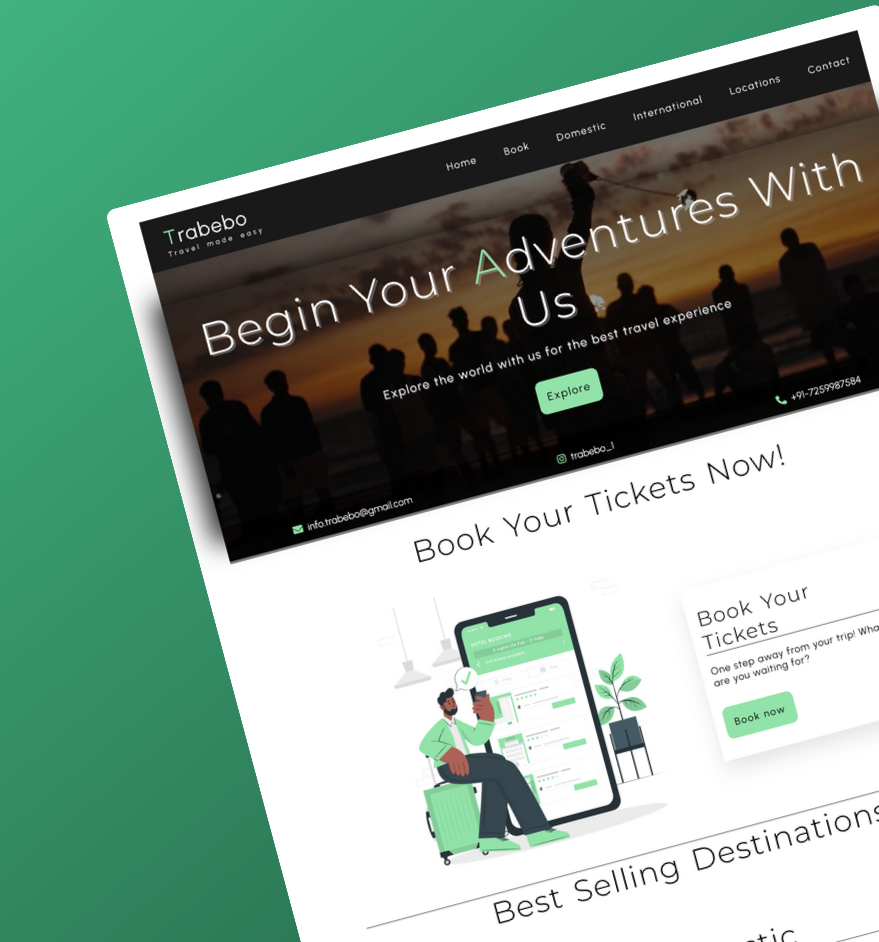 Home Book Domestic International Locations Contact
Trabebo
Travel made easy
Begin Your Adventures With
Us
Explore the world with us for the best travel experience
Explore
info.trabebo@gmail.com trabebo_1 +91-7259987584
Book Your Tickets Now!
HOTEL BOOKING
Book Your
Tickets
One step away from your trip! Wha
are you waiting for?
Book now
Best Selling Destinations
stic